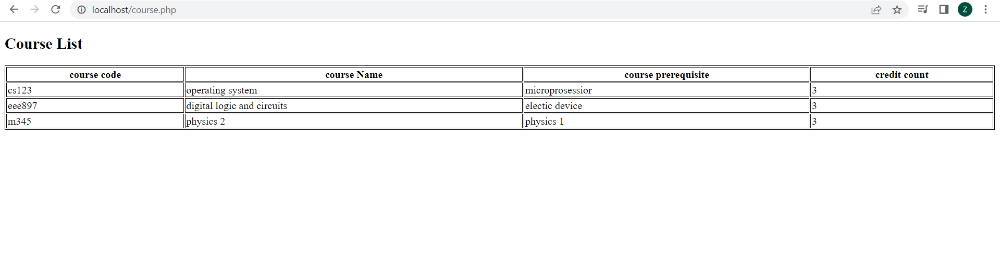 localhost/course.php
Z
Course List
course code course Name course prerequisite credit count
cs123 operating system microprosessior 3
eee897 digital logic and circuits electic device 3
m345 physics 2 physics 1 3